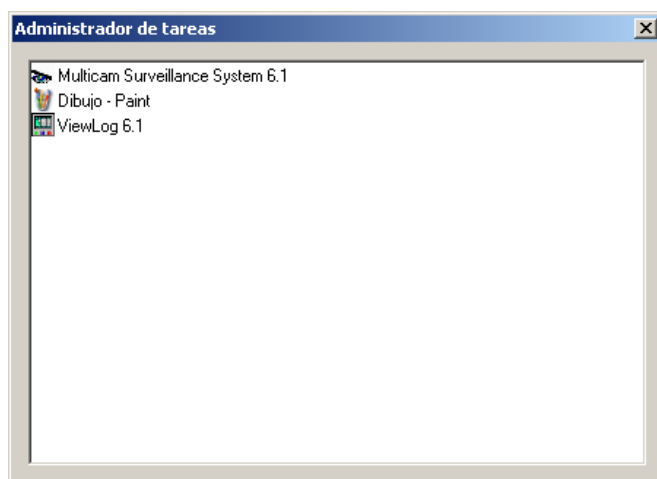 Administrador de tareas
Multicam Surveillance System 6.1
Dibujo - Paint
ViewLog 6.1